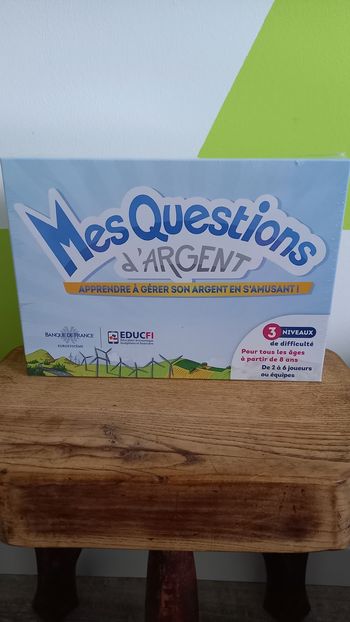 Mes Questions
d'ARGENT
APPRENDRE À GÉRER SON ARGENT EN S'AMUSANT !
BANQUE DE FRANCE
EUROSYSTÈME
EDUCFI
3 NIVEAUX
de difficulté
Pour tous les âges
à partir de 8 ans
De 2 à 6 joueurs
ou équipes